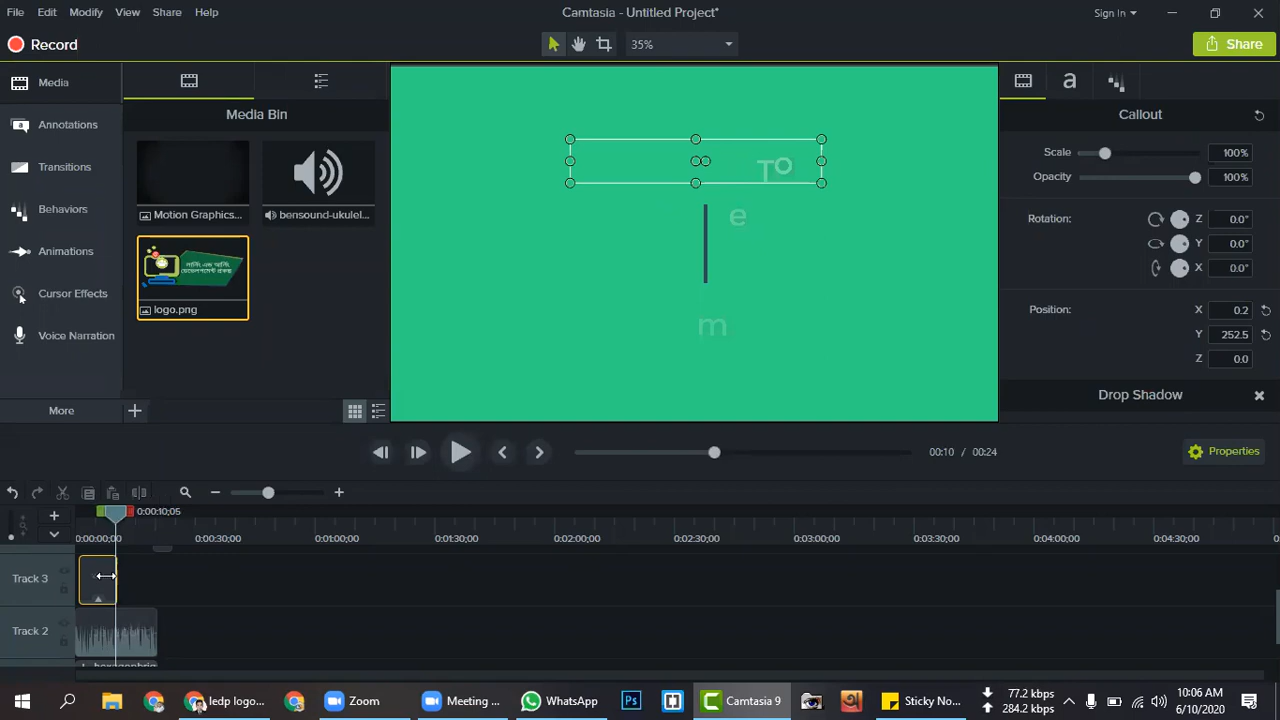 File Edit Modify View Share Help
Camtasia - Untitled Project*
Sign In
Record
35%
Share
Media
Annotations
Transitions
Behaviors
Animations
Cursor Effects
Voice Narration
More
Media Bin
Motion Graphics...
bensound-ukulel...
লার্নিং এন্ড আর্নিং
ডেভেলপমেন্ট প্রকল্প
logo.png
To
e
m
a
Callout
Scale 100%
Opacity 100%
Rotation: Z 0.0°
Y 0.0°
X 0.0°
Position: X 0.2
Y 252.5
Z 0.0
Drop Shadow
00:10 / 00:24
Properties
0:00:10;05
0:00:00;00 0:00:30;00 0:01:00;00 0:01:30;00 0:02:00;00 0:02:30;00 0:03:00;00 0:03:30;00 0:04:00;00 0:04:30;00
Track 3
Track 2
ledp logo...
Zoom
Meeting ...
WhatsApp
Ps
Camtasia 9
অ
Sticky No...
77.2 kbps
284.2 kbps
10:06 AM
6/10/2020